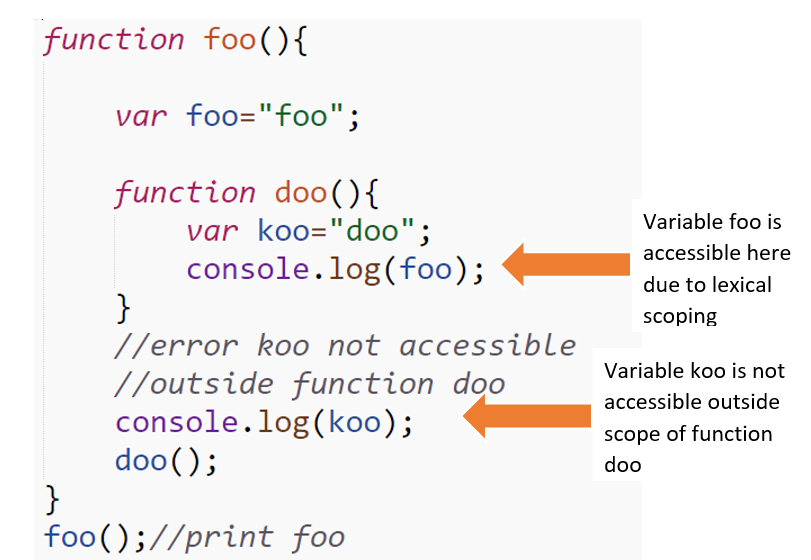 function foo(){
var foo="foo";
function doo(){
var koo="doo";
console.log(foo);
}
//error koo not accessible
//outside function doo
console.log(koo);
doo();
}
foo();//print foo
Variable foo is
accessible here
due to lexical
scoping
Variable koo is not
accessible outside
scope of function
doo